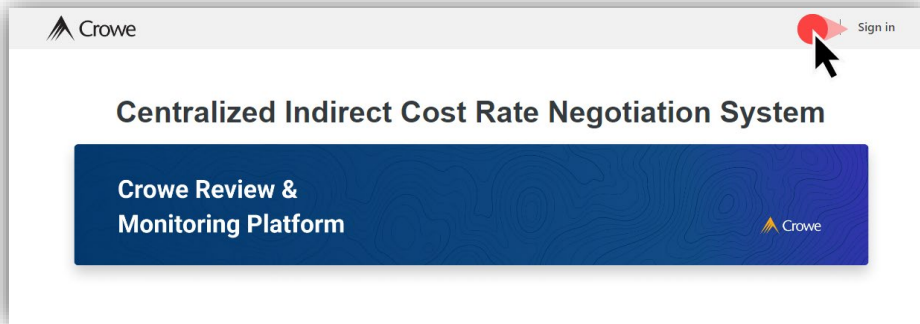 Crowe
Sign in
Centralized Indirect Cost Rate Negotiation System
Crowe Review &
Monitoring Platform
Crowe